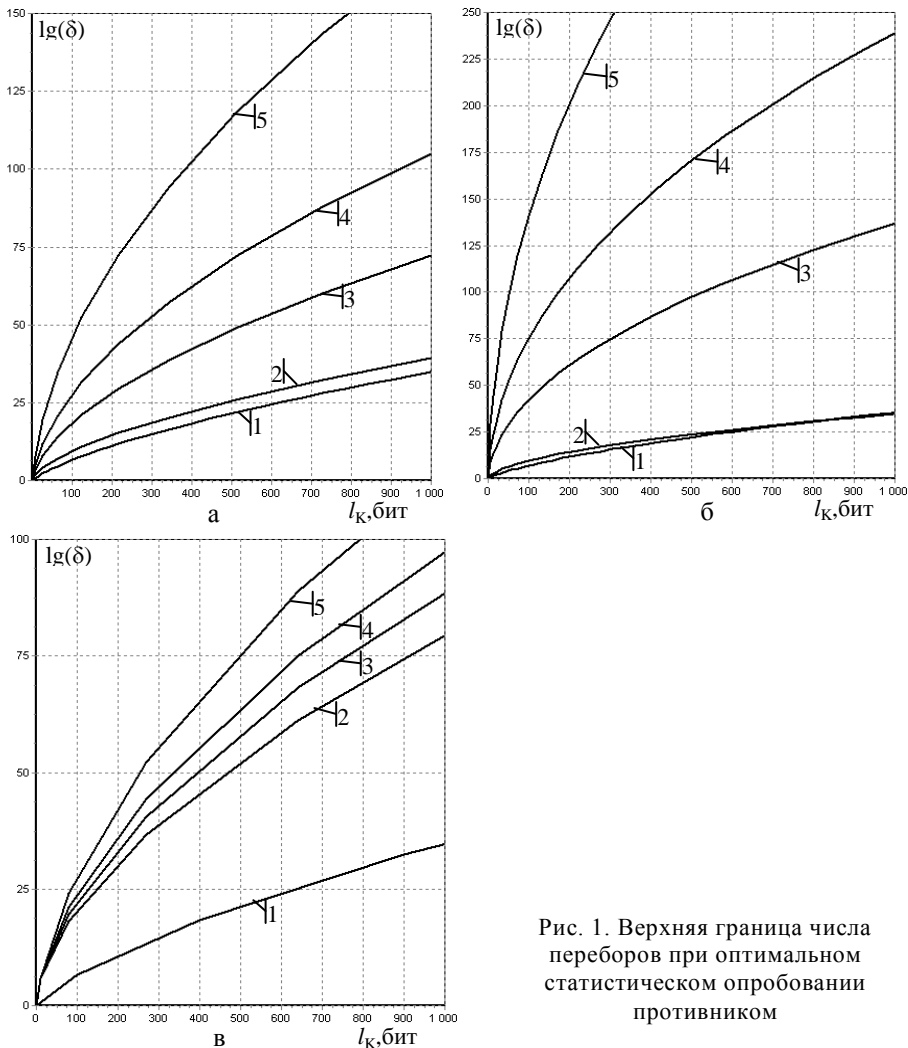 150
lg(δ)
125
100
75
50
25
0
5
4
3
2
1
100 200 300 400 500 600 700 800 900 1 000
а
lК,бит
250
lg(δ)
225
200
175
150
125
100
75
50
25
0
5
4
3
2
1
0 100 200 300 400 500 600 700 800 900 1 000
б
lК,бит
100
lg(δ)
75
50
25
0
5
4
3
2
1
0 100 200 300 400 500 600 700 800 900 1 000
в
lК,бит
Рис. 1. Верхняя граница числа
переборов при оптимальном
статистическом опробовании
противником